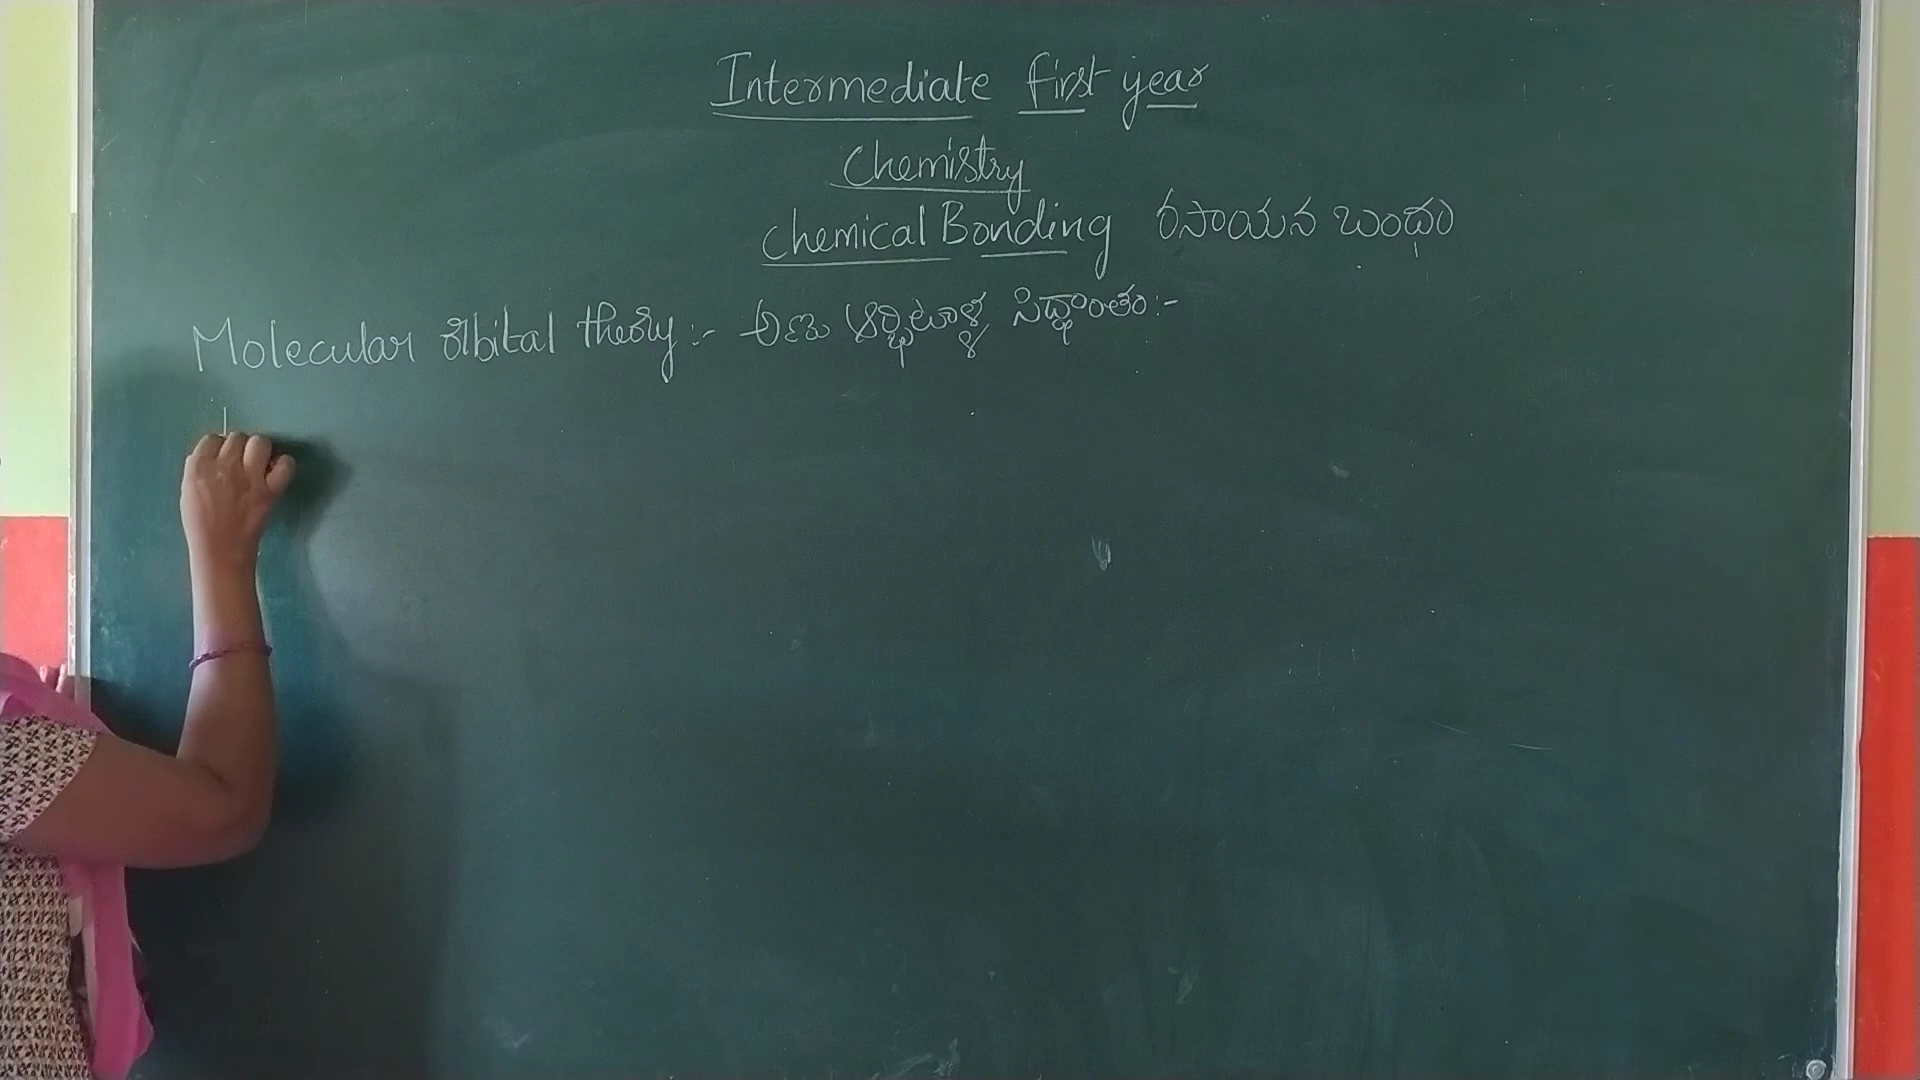 Intermediate first year
Chemistry
Chemical Bonding రసాయన బంధం
Molecular orbital theory:- అణు ఆర్బిటాళ్ళ సిద్ధాంతం:-